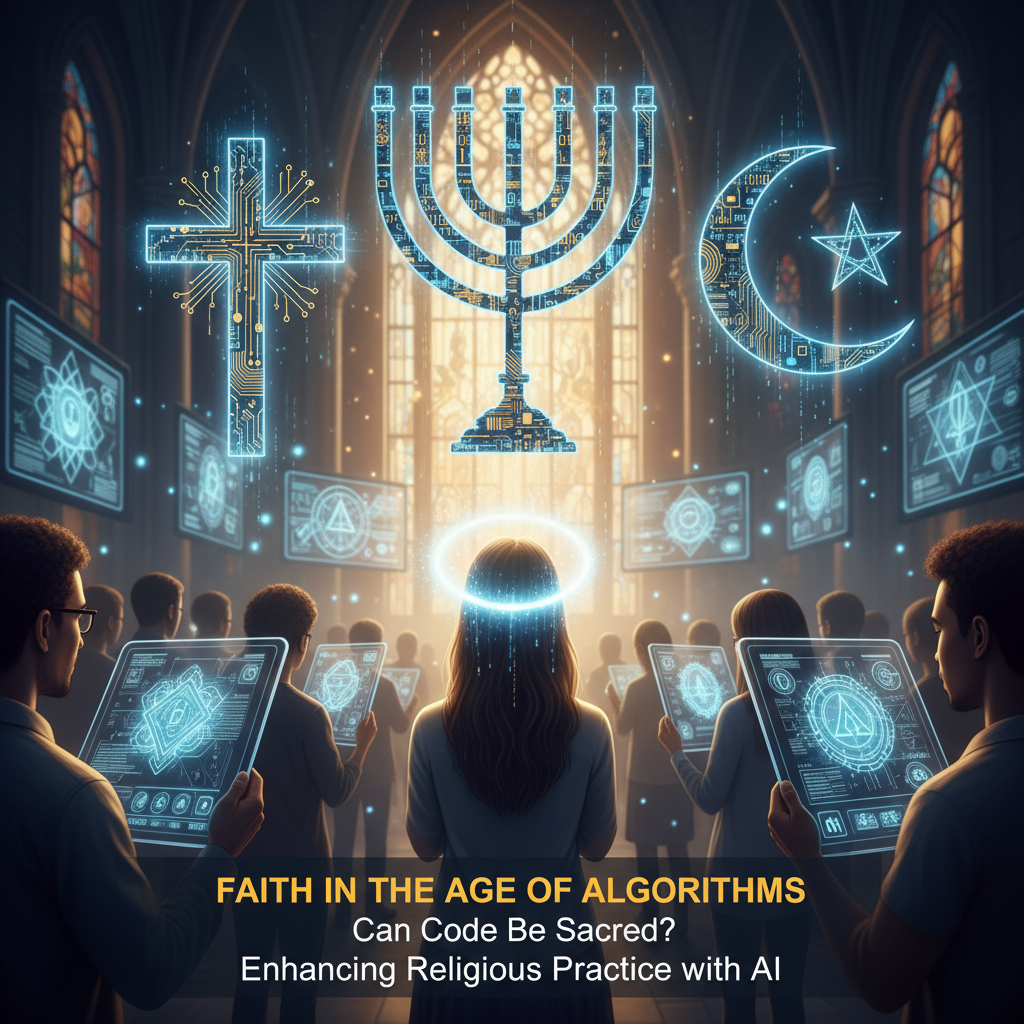 FAITH IN THE AGE OF ALGORITHMS
Can Code Be Sacred?
Enhancing Religious Practice with AI